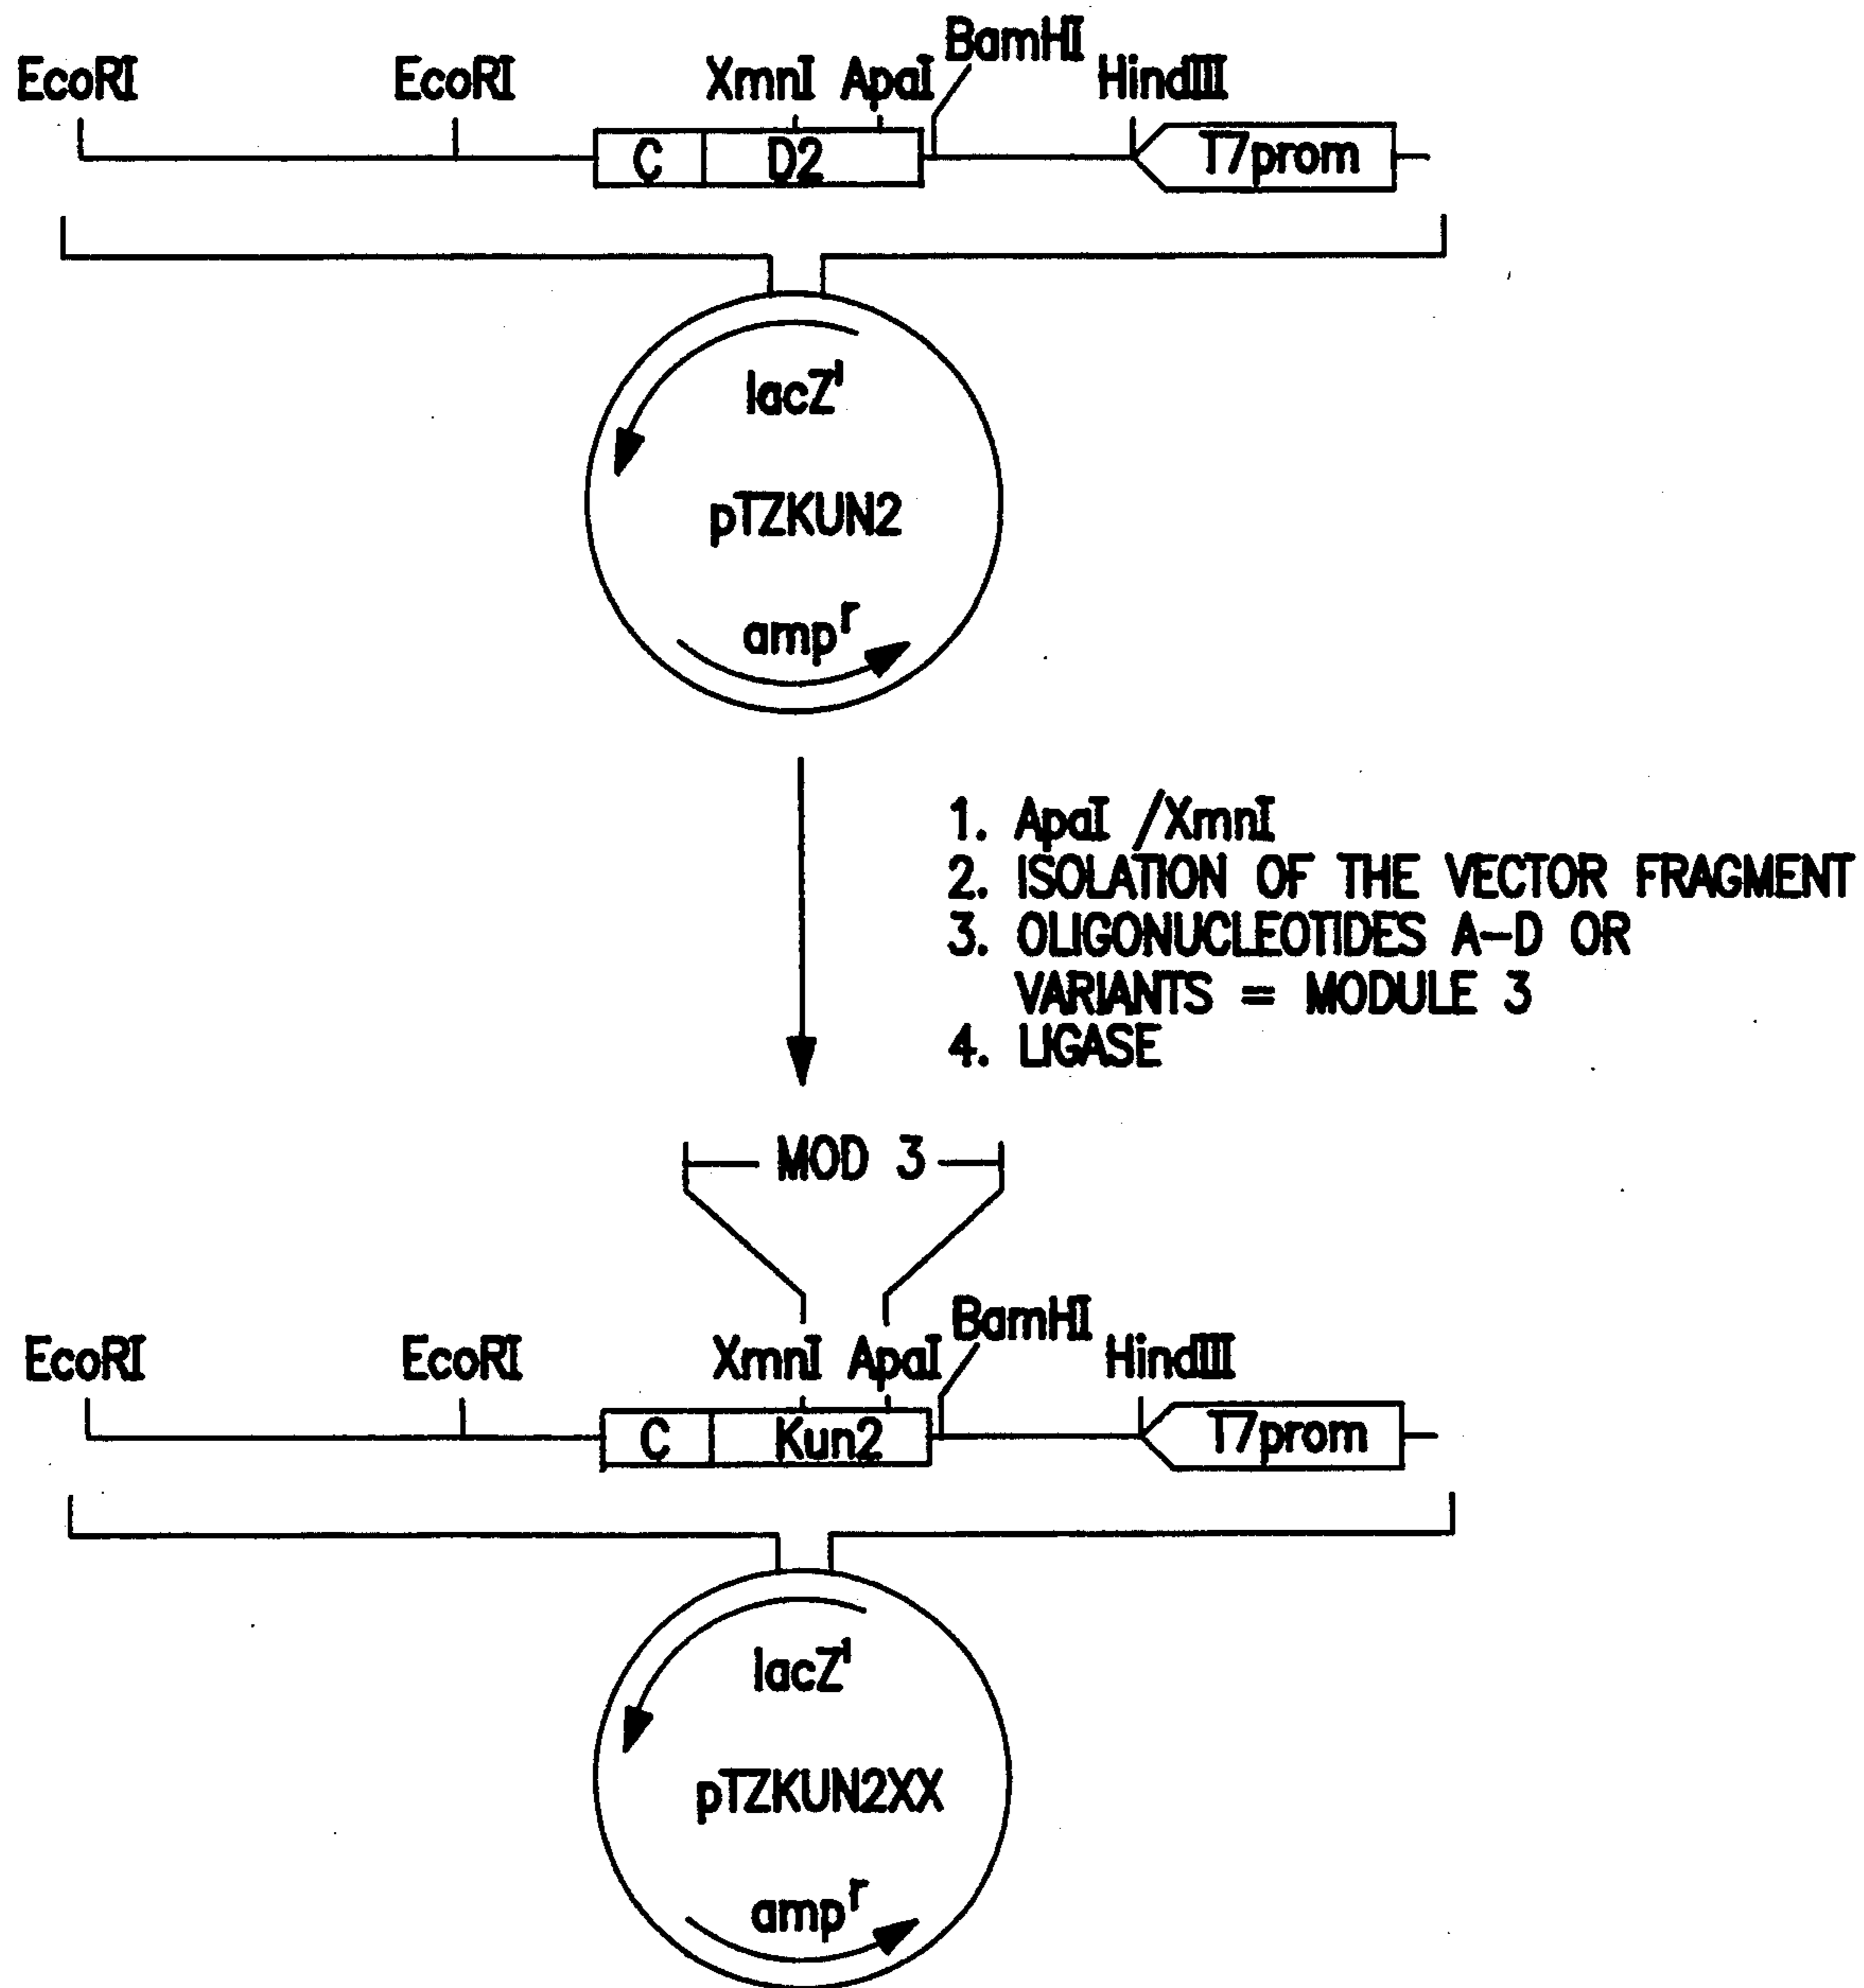 BamHI
EcoRI EcoRI XmnI ApaI HindIII
C D2 T7prom
lacZ'
pTZKUN2
amp^r
1. ApaI /XmnI
2. ISOLATION OF THE VECTOR FRAGMENT
3. OLIGONUCLEOTIDES A-D OR
VARIANTS = MODULE 3
4. LIGASE
MOD 3
BamHI
EcoRI EcoRI XmnI ApaI HindIII
C Kun2 T7prom
lacZ'
pTZKUN2XX
amp^r